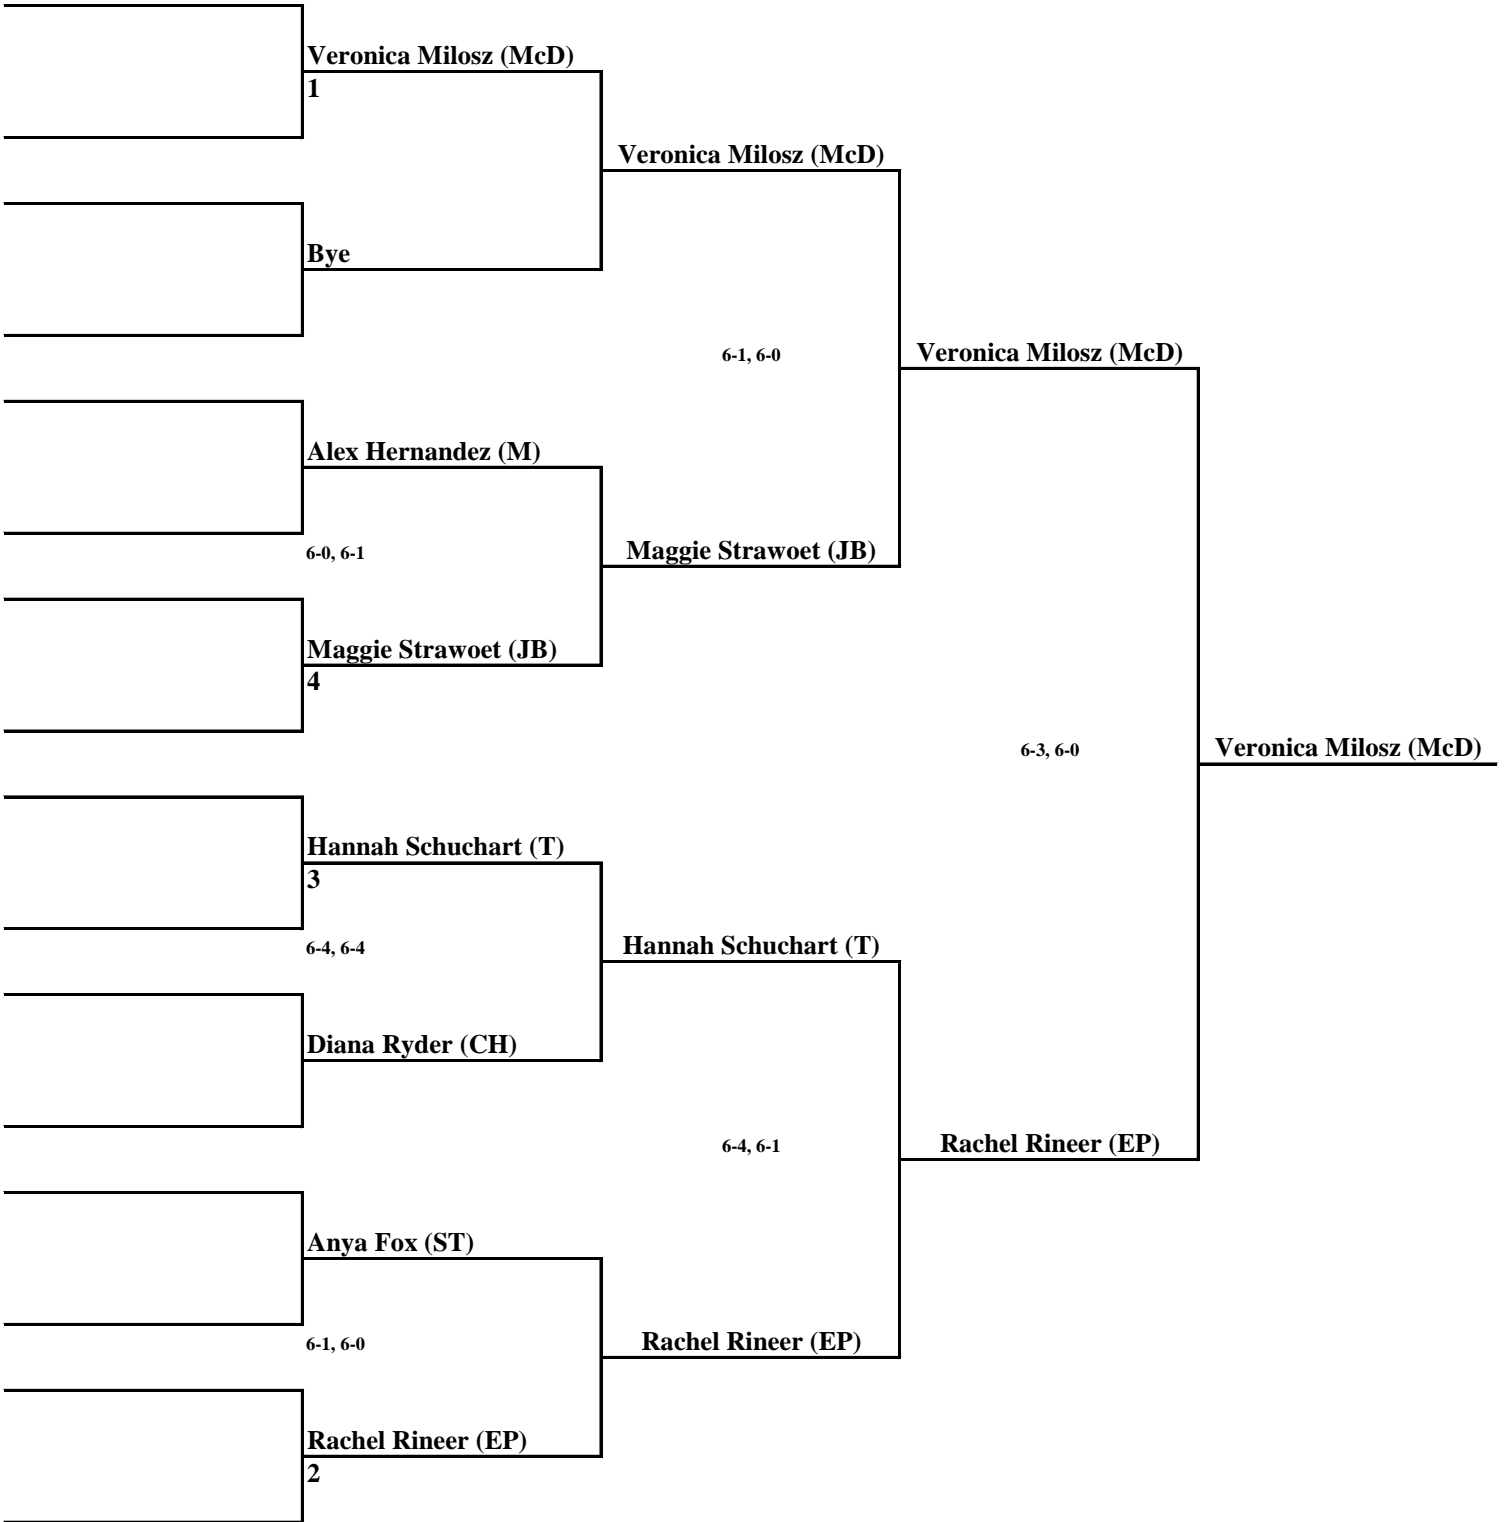 Veronica Milosz (McD)
1
Veronica Milosz (McD)
Bye
6-1, 6-0
Veronica Milosz (McD)
Alex Hernandez (M)
6-0, 6-1
Maggie Strawoet (JB)
Maggie Strawoet (JB)
4
6-3, 6-0
Veronica Milosz (McD)
Hannah Schuchart (T)
3
6-4, 6-4
Hannah Schuchart (T)
Diana Ryder (CH)
6-4, 6-1
Rachel Rineer (EP)
Anya Fox (ST)
6-1, 6-0
Rachel Rineer (EP)
Rachel Rineer (EP)
2